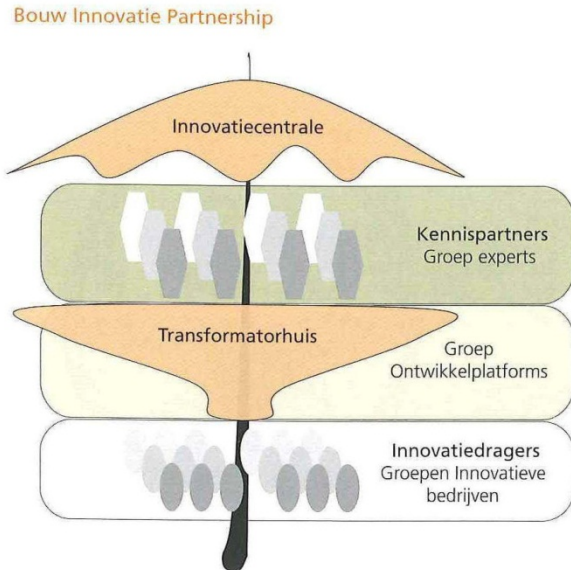 Bouw Innovatie Partnership
Innovatiecentrale
Kennispartners
Groep experts
Transformatorhuis
Groep
Ontwikkelplatforms
Innovatiedragers
Groepen Innovatieve
bedrijven